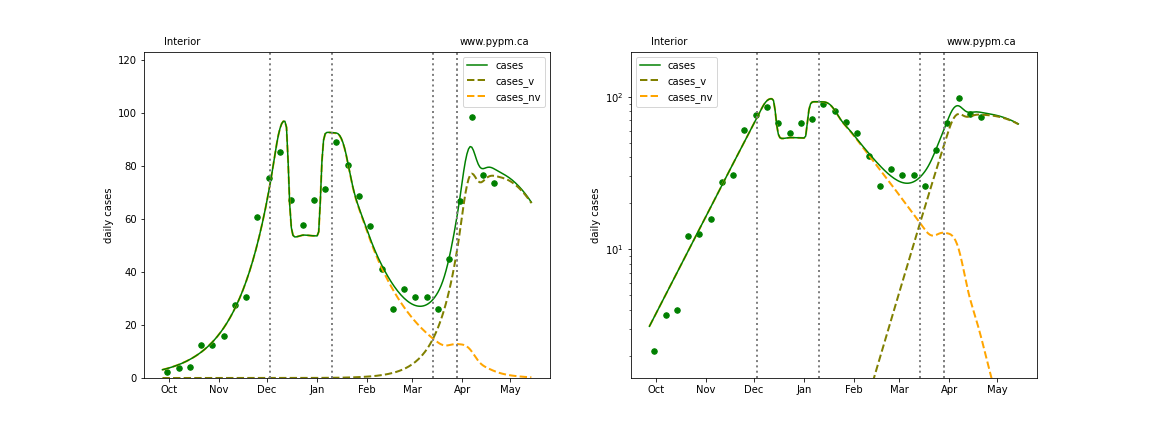 Interior www.pypm.ca
cases
cases_v
cases_nv
daily cases
120
100
80
60
40
20
0
Oct Nov Dec Jan Feb Mar Apr May
Interior www.pypm.ca
cases
cases_v
cases_nv
daily cases
10²
10¹
Oct Nov Dec Jan Feb Mar Apr May